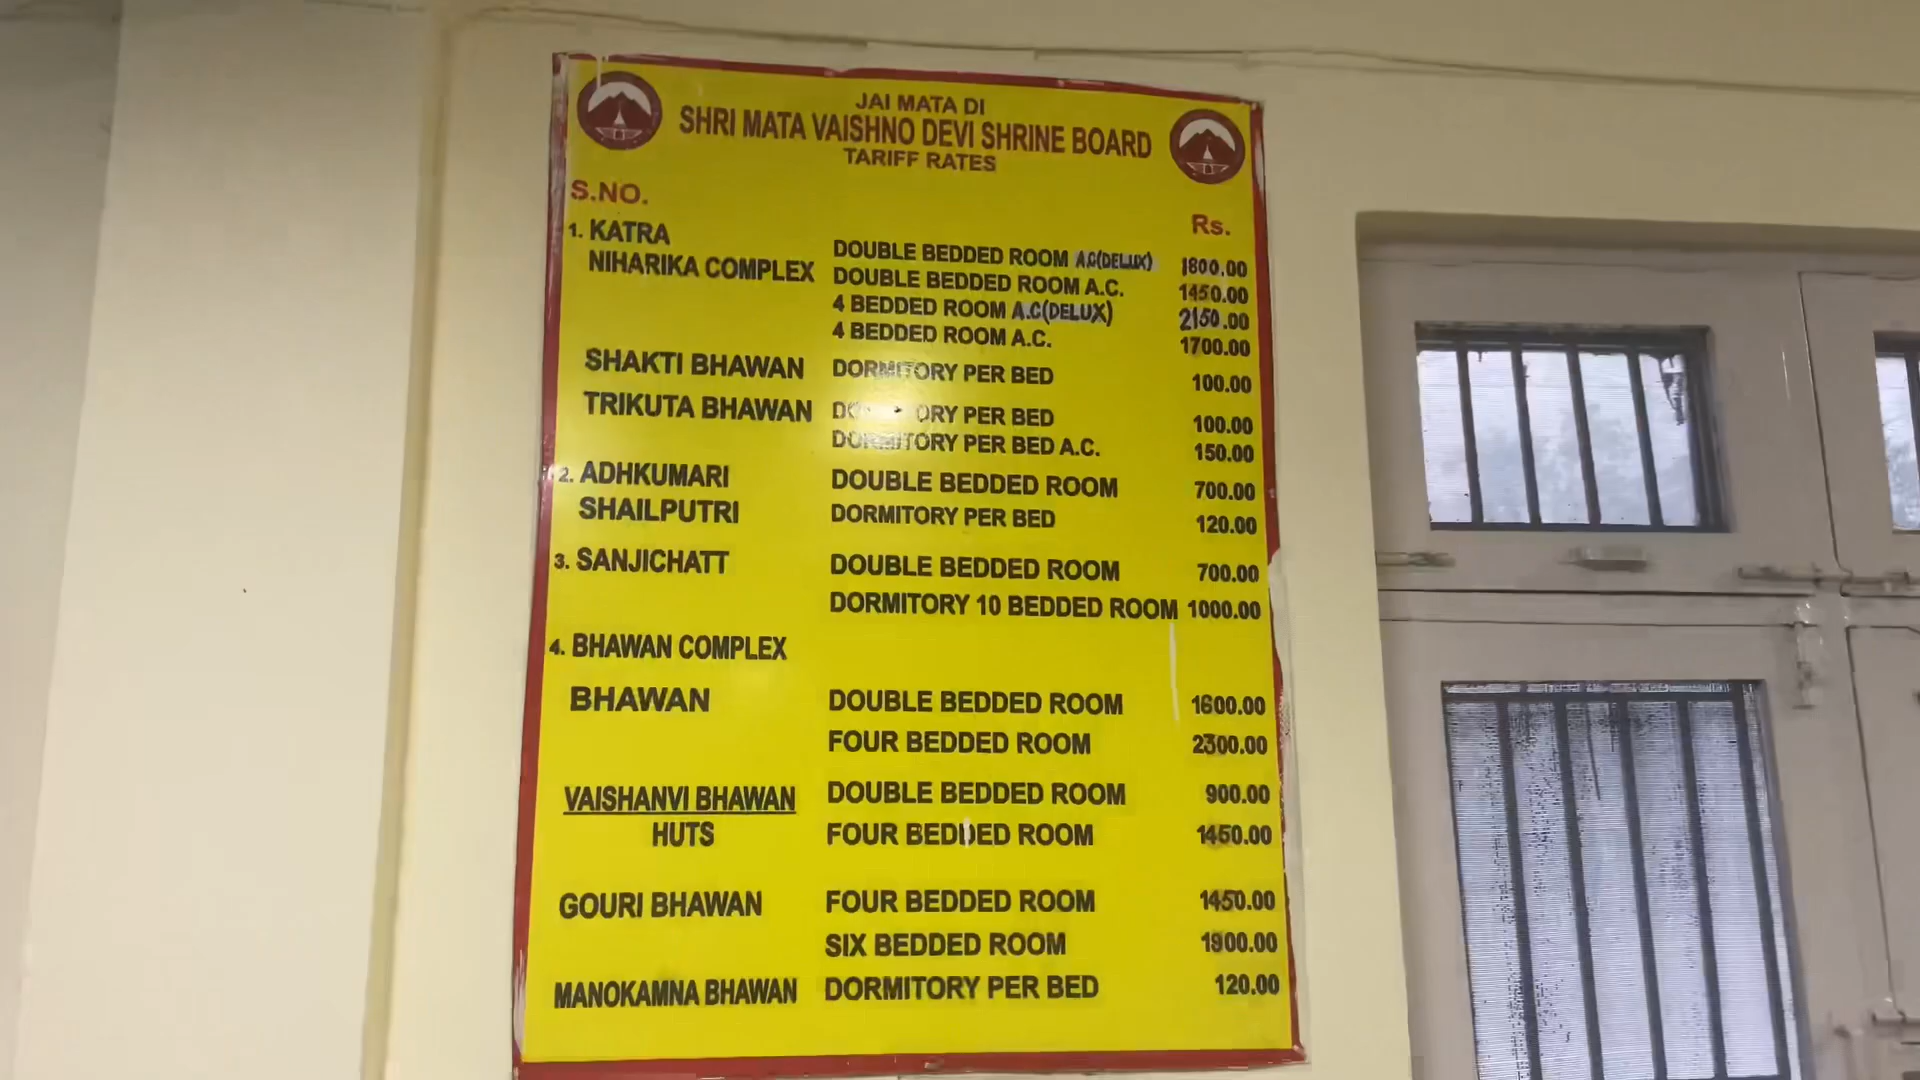 JAI MATA DI
SHRI MATA VAISHNO DEVI SHRINE BOARD
TARIFF RATES
S.NO. Rs.
1. KATRA
NIHARIKA COMPLEX DOUBLE BEDDED ROOM A.C(DELUX) 1800.00
DOUBLE BEDDED ROOM A.C. 1450.00
4 BEDDED ROOM A.C(DELUX) 2150.00
4 BEDDED ROOM A.C. 1700.00
SHAKTI BHAWAN DORMITORY PER BED 100.00
TRIKUTA BHAWAN DORMITORY PER BED 100.00
DORMITORY PER BED A.C. 150.00
2. ADHKUMARI DOUBLE BEDDED ROOM 700.00
SHAILPUTRI DORMITORY PER BED 120.00
3. SANJICHATT DOUBLE BEDDED ROOM 700.00
DORMITORY 10 BEDDED ROOM 1000.00
4. BHAWAN COMPLEX
BHAWAN DOUBLE BEDDED ROOM 1600.00
FOUR BEDDED ROOM 2300.00
VAISHANVI BHAWAN DOUBLE BEDDED ROOM 900.00
HUTS FOUR BEDDED ROOM 1450.00
GOURI BHAWAN FOUR BEDDED ROOM 1450.00
SIX BEDDED ROOM 1900.00
MANOKAMNA BHAWAN DORMITORY PER BED 120.00